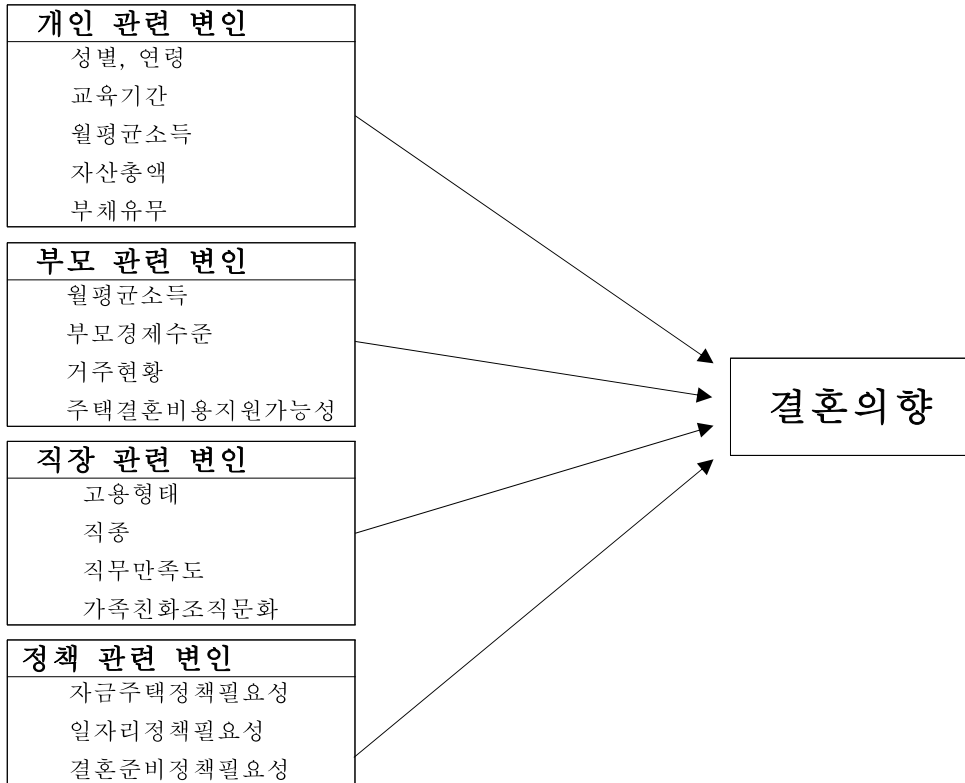 개인 관련 변인
성별, 연령
교육기간
월평균소득
자산총액
부채유무
부모 관련 변인
월평균소득
부모경제수준
거주현황
주택결혼비용지원가능성
직장 관련 변인
고용형태
직종
직무만족도
가족친화조직문화
정책 관련 변인
자금주택정책필요성
일자리정책필요성
결혼준비정책필요성
결혼의향